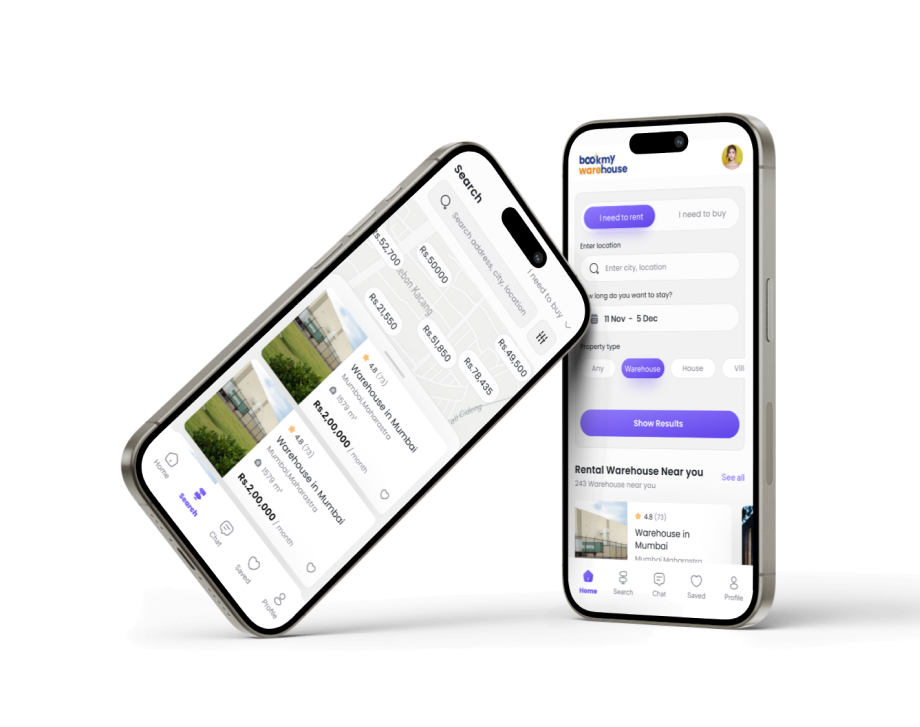 Search
Search address, city, location
I need to buy
Rs.52,700
Rs.50000
ebon Kacang
Rs.21,550
Rs.51,850
Rs.78,435
Rs.49,500
4.8 (73)
Warehouse in Mumbai
Mumbai,Maharastra
1579 m²
Rs.2,00,000 / month
4.8 (73)
Warehouse in Mumbai
Mumbai,Maharastra
1579 m²
Rs.2,00,000 / month
Home
Search
Chat
Saved
Profile
bookmy
warehouse
I need to rent
I need to buy
Enter location
Enter city, location
w long do you want to stay?
11 Nov - 5 Dec
Property type
Any
Warehouse
House
Vill
Show Results
Rental Warehouse Near you
See all
243 Warehouse near you
4.8 (73)
Warehouse in
Mumbai
Mumbai,Maharastra
Home
Search
Chat
Saved
Profile